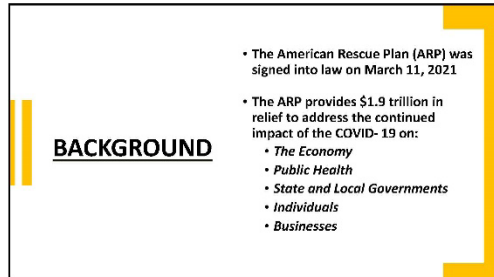 BACKGROUND
• The American Rescue Plan (ARP) was
signed into law on March 11, 2021
• The ARP provides $1.9 trillion in
relief to address the continued
impact of the COVID- 19 on:
• The Economy
• Public Health
• State and Local Governments
• Individuals
• Businesses